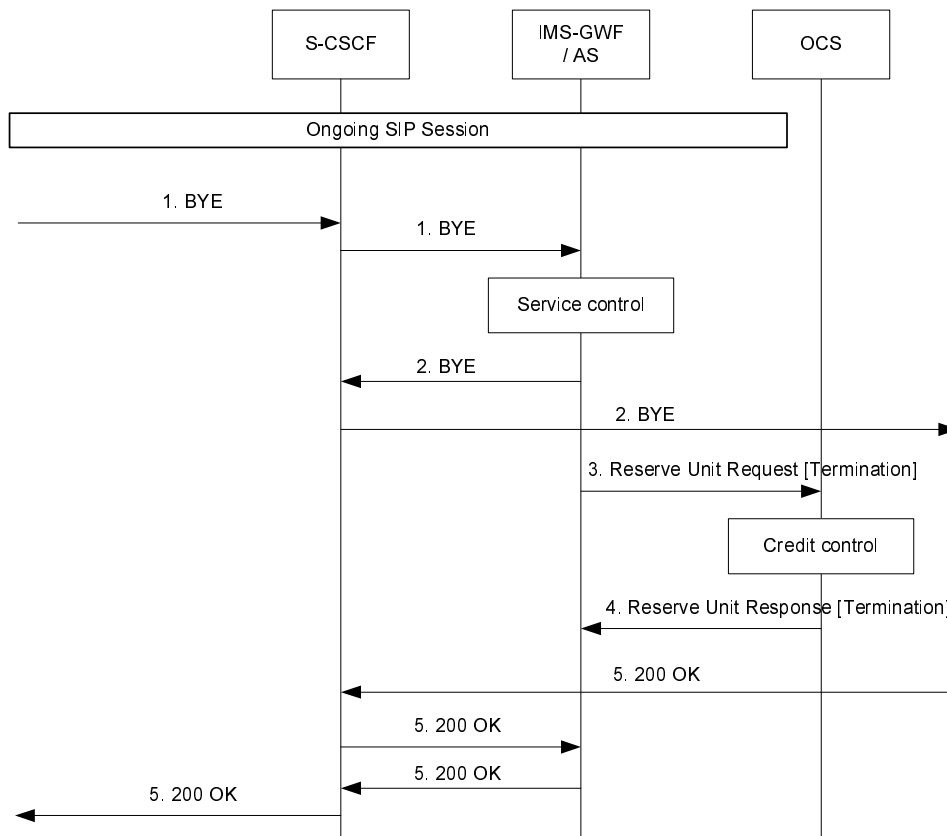 S-CSCF
IMS-GWF
/ AS
OCS
Ongoing SIP Session
1. BYE
1. BYE
Service control
2. BYE
2. BYE
3. Reserve Unit Request [Termination]
Credit control
4. Reserve Unit Response [Termination]
5. 200 OK
5. 200 OK
5. 200 OK
5. 200 OK